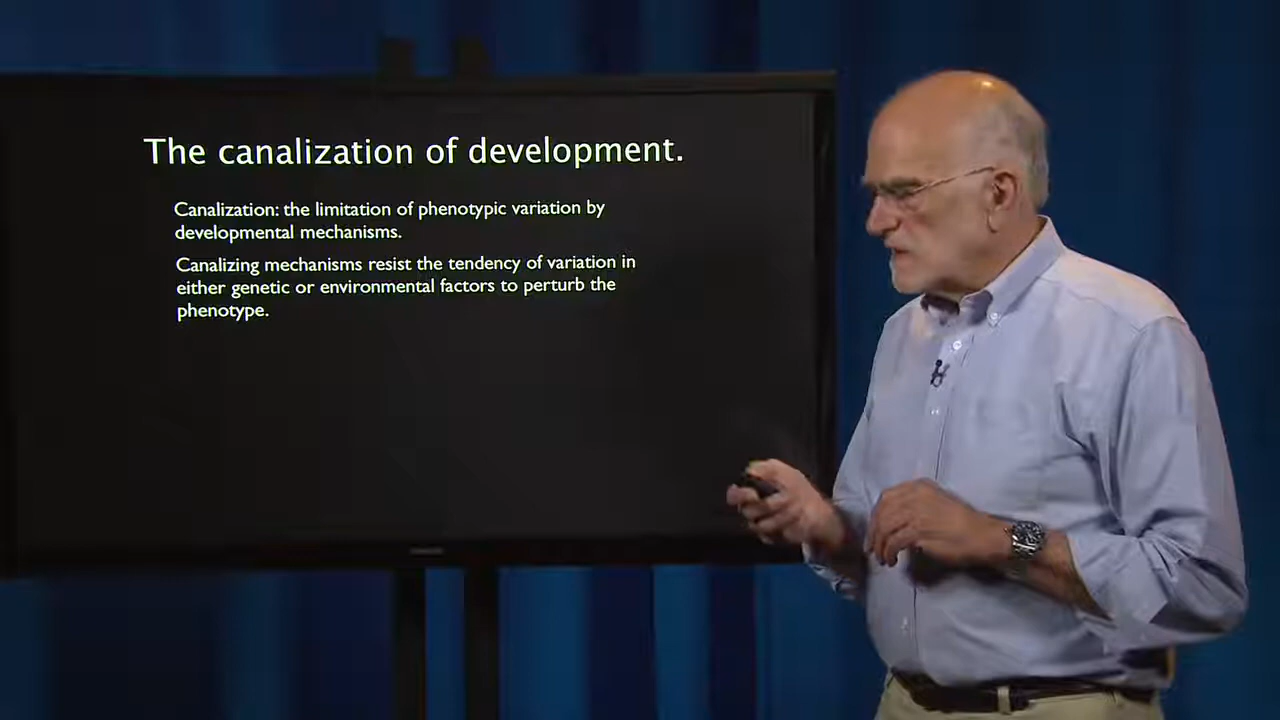 The canalization of development.
Canalization: the limitation of phenotypic variation by
developmental mechanisms.
Canalizing mechanisms resist the tendency of variation in
either genetic or environmental factors to perturb the
phenotype.